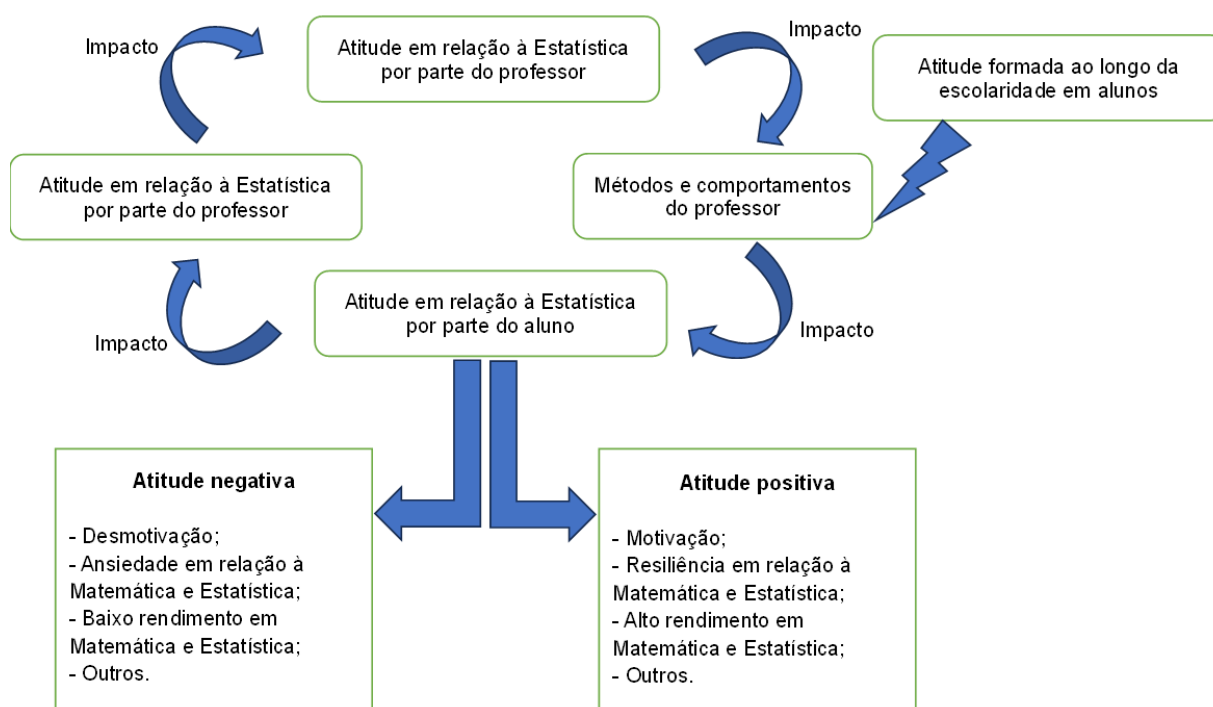 Impacto
Atitude em relação à Estatística
por parte do professor
Impacto
Atitude formada ao longo da
escolaridade em alunos
Atitude em relação à Estatística
por parte do professor
Métodos e comportamentos
do professor
Atitude em relação à Estatística
por parte do aluno
Impacto
Impacto
Atitude negativa
- Desmotivação;
- Ansiedade em relação à
Matemática e Estatística;
- Baixo rendimento em
Matemática e Estatística;
- Outros.
Atitude positiva
- Motivação;
- Resiliência em relação à
Matemática e Estatística;
- Alto rendimento em
Matemática e Estatística;
- Outros.